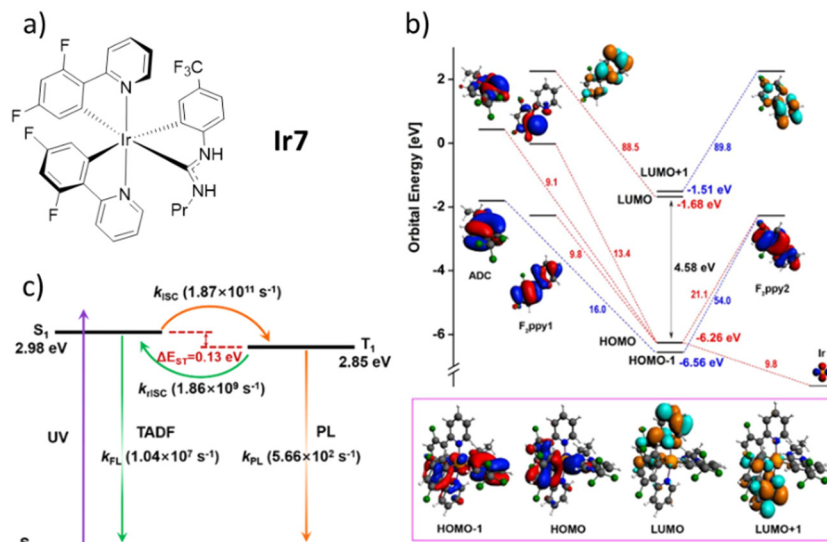 a)
F
F
N
F₃C
Ir
NH
NH
Pr
F
F
N
Ir7
b)
Orbital Energy [eV]
2
0
-2
-4
-6
88.5
89.8
LUMO+1
-1.51 eV
LUMO
-1.68 eV
9.1
13.4
9.8
16.0
ADC
F₂ppy1
4.58 eV
21.1
54.0
F₂ppy2
HOMO
-6.26 eV
HOMO-1
-6.56 eV
9.8
Ir
HOMO-1
HOMO
LUMO
LUMO+1
c)
kISC (1.87×10¹¹ s⁻¹)
S₁
2.98 eV
ΔEST=0.13 eV
T₁
2.85 eV
krISC (1.86×10⁹ s⁻¹)
UV
TADF
kFL (1.04×10⁷ s⁻¹)
PL
kPL (5.66×10² s⁻¹)